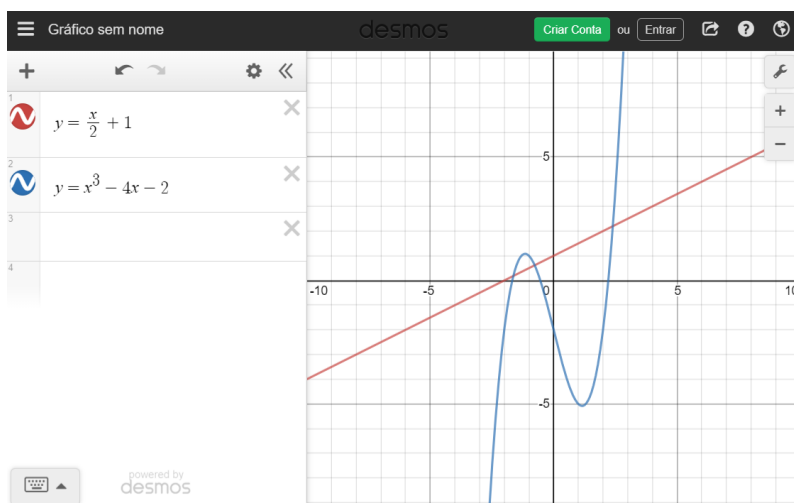 Gráfico sem nome
desmos
Criar Conta ou Entrar
1
y = x/2 + 1
2
y = x³ − 4x − 2
3
4
powered by
desmos
5
-10 -5 0 5 10
-5